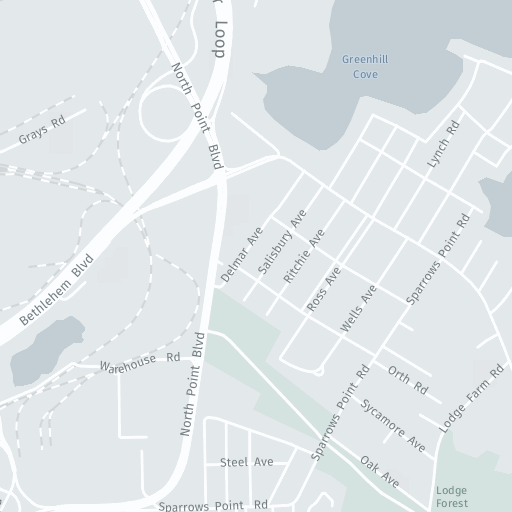 r Loop
Greenhill
Cove
North Point Blvd
Grays Rd
Lynch Rd
Delmar Ave
Salisbury Ave
Ritchie Ave
Sparrows Point Rd
Ross Ave
Wells Ave
Bethlehem Blvd
Warehouse Rd
North Point Blvd
Orth Rd
Lodge Farm Rd
Sparrows Point Rd
Sycamore Ave
Steel Ave
Oak Ave
Lodge
Forest
Sparrows Point Rd